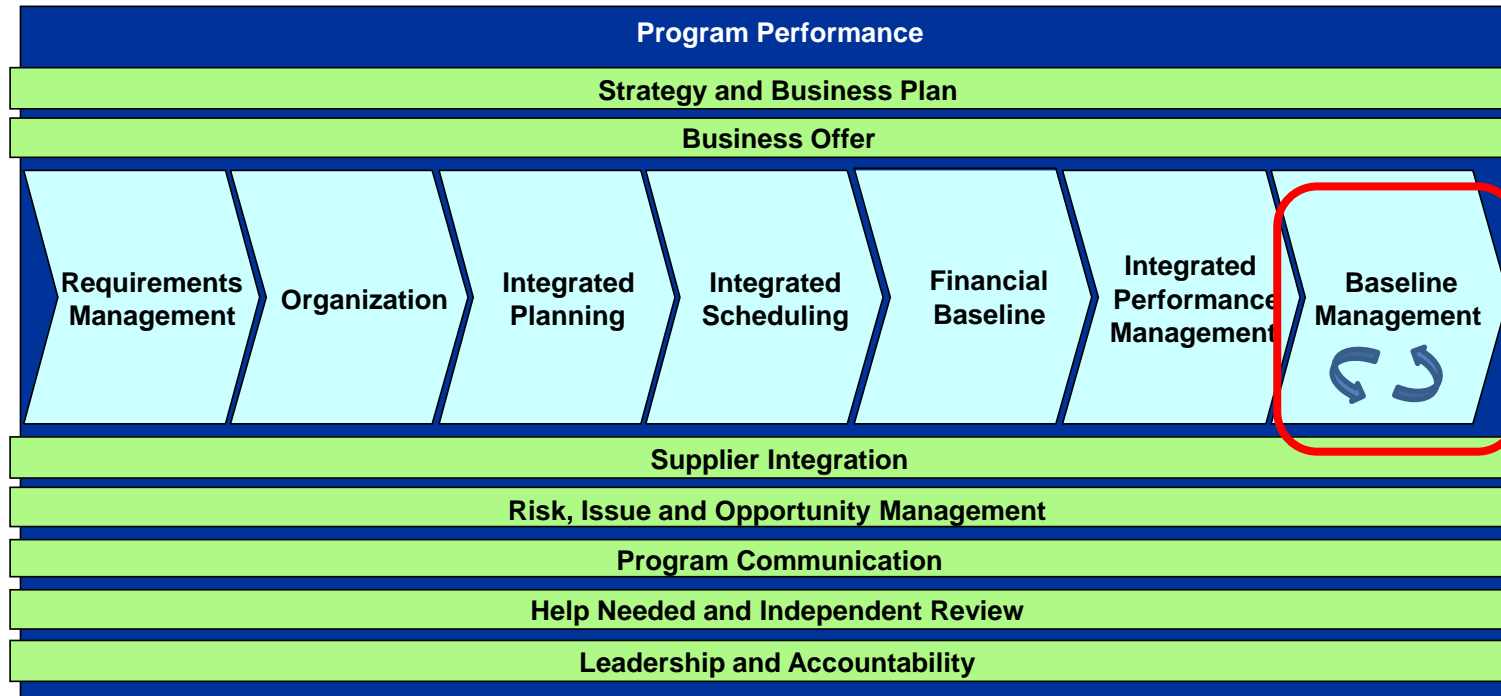 Program Performance
Strategy and Business Plan
Business Offer
Requirements
Management
Organization
Integrated
Planning
Integrated
Scheduling
Financial
Baseline
Integrated
Performance
Management
Baseline
Management
Supplier Integration
Risk, Issue and Opportunity Management
Program Communication
Help Needed and Independent Review
Leadership and Accountability